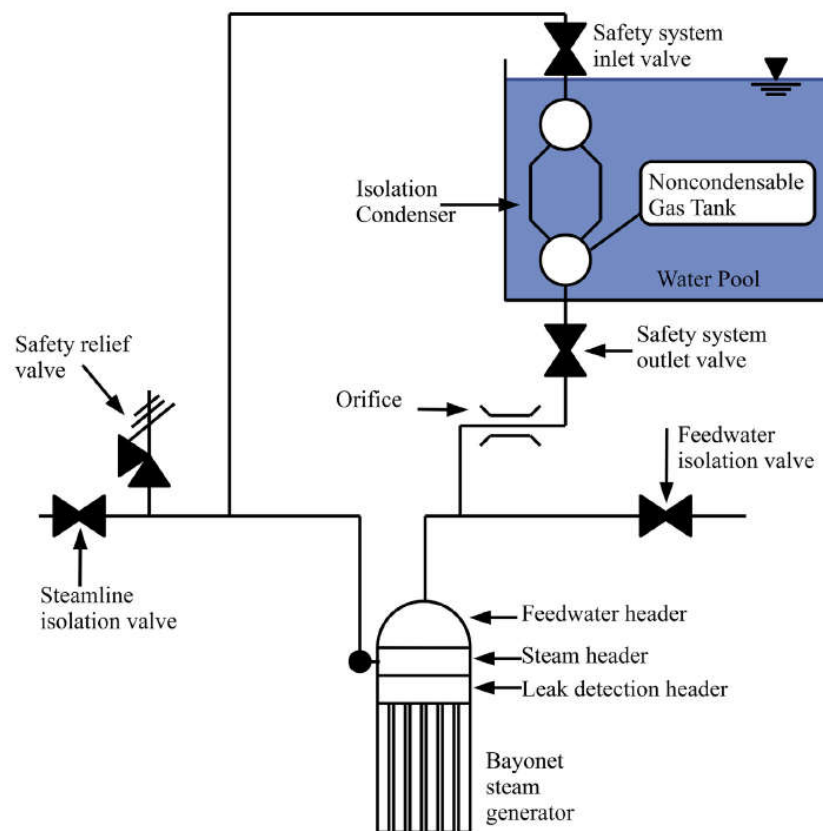 Safety system
inlet valve
Isolation
Condenser
Noncondensable
Gas Tank
Water Pool
Safety relief
valve
Safety system
outlet valve
Orifice
Feedwater
isolation valve
Steamline
isolation valve
Feedwater header
Steam header
Leak detection header
Bayonet
steam
generator